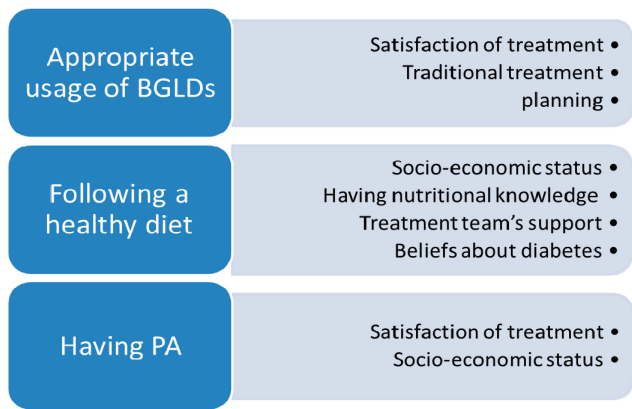 Appropriate
usage of BGLDs
Satisfaction of treatment •
Traditional treatment •
planning •
Following a
healthy diet
Socio-economic status •
Having nutritional knowledge •
Treatment team's support •
Beliefs about diabetes •
Having PA
Satisfaction of treatment •
Socio-economic status •